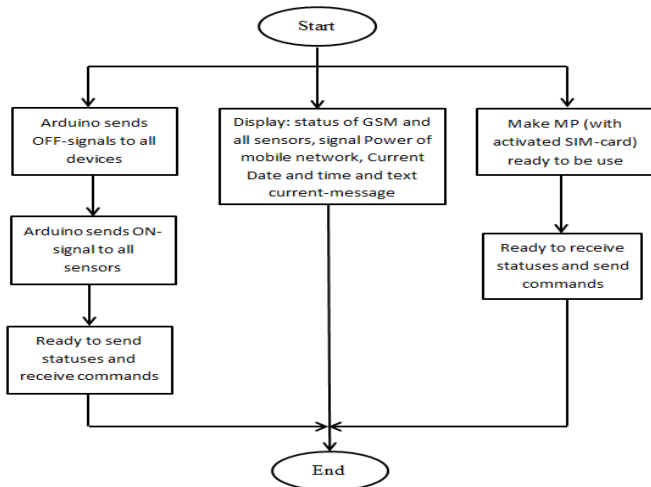 Start
Arduino sends
OFF-signals to all
devices
Arduino sends ON-
signal to all
sensors
Ready to send
statuses and
receive commands
Display: status of GSM and
all sensors, signal Power of
mobile network, Current
Date and time and text
current-message
Make MP (with
activated SIM-card)
ready to be use
Ready to receive
statuses and send
commands
End